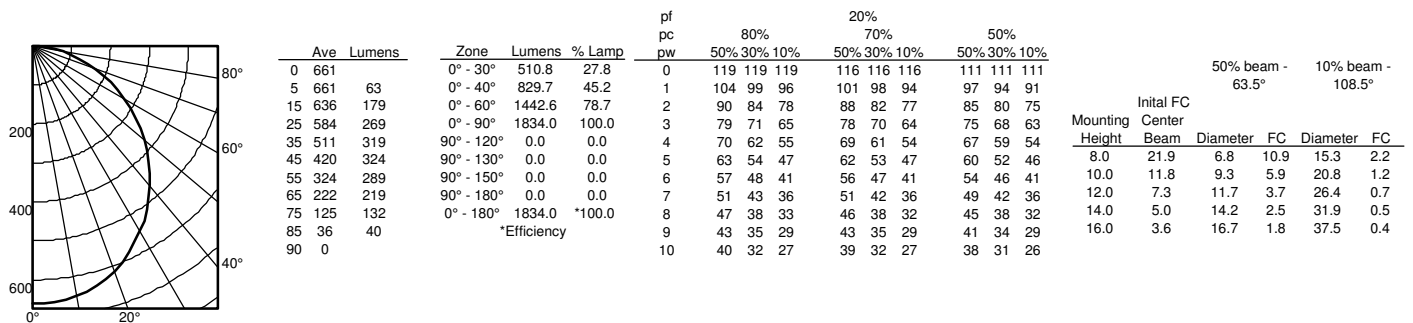 80°
60°
40°
200
400
600
0° 20°
Ave Lumens
0 661
5 661 63
15 636 179
25 584 269
35 511 319
45 420 324
55 324 289
65 222 219
75 125 132
85 36 40
90 0
Zone Lumens % Lamp
0° - 30° 510.8 27.8
0° - 40° 829.7 45.2
0° - 60° 1442.6 78.7
0° - 90° 1834.0 100.0
90° - 120° 0.0 0.0
90° - 130° 0.0 0.0
90° - 150° 0.0 0.0
90° - 180° 0.0 0.0
0° - 180° 1834.0 *100.0
*Efficiency
pf 20%
pc 80% 70% 50%
pw 50% 30% 10% 50% 30% 10% 50% 30% 10%
0 119 119 119 116 116 116 111 111 111
1 104 99 96 101 98 94 97 94 91
2 90 84 78 88 82 77 85 80 75
3 79 71 65 78 70 64 75 68 63
4 70 62 55 69 61 54 67 59 54
5 63 54 47 62 53 47 60 52 46
6 57 48 41 56 47 41 54 46 41
7 51 43 36 51 42 36 49 42 36
8 47 38 33 46 38 32 45 38 32
9 43 35 29 43 35 29 41 34 29
10 40 32 27 39 32 27 38 31 26
50% beam - 10% beam -
63.5° 108.5°
Inital FC
Mounting Center
Height Beam Diameter FC Diameter FC
8.0 21.9 6.8 10.9 15.3 2.2
10.0 11.8 9.3 5.9 20.8 1.2
12.0 7.3 11.7 3.7 26.4 0.7
14.0 5.0 14.2 2.5 31.9 0.5
16.0 3.6 16.7 1.8 37.5 0.4